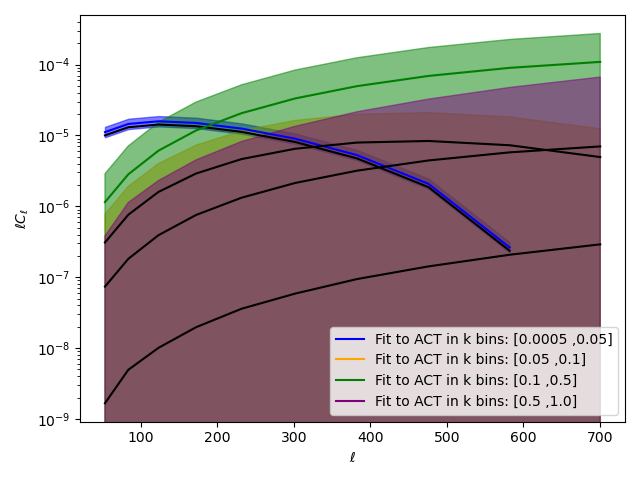 10⁻⁴
10⁻⁵
10⁻⁶
10⁻⁷
10⁻⁸
10⁻⁹
ℓCℓ
Fit to ACT in k bins: [0.0005 ,0.05]
Fit to ACT in k bins: [0.05 ,0.1]
Fit to ACT in k bins: [0.1 ,0.5]
Fit to ACT in k bins: [0.5 ,1.0]
100 200 300 400 500 600 700
ℓ